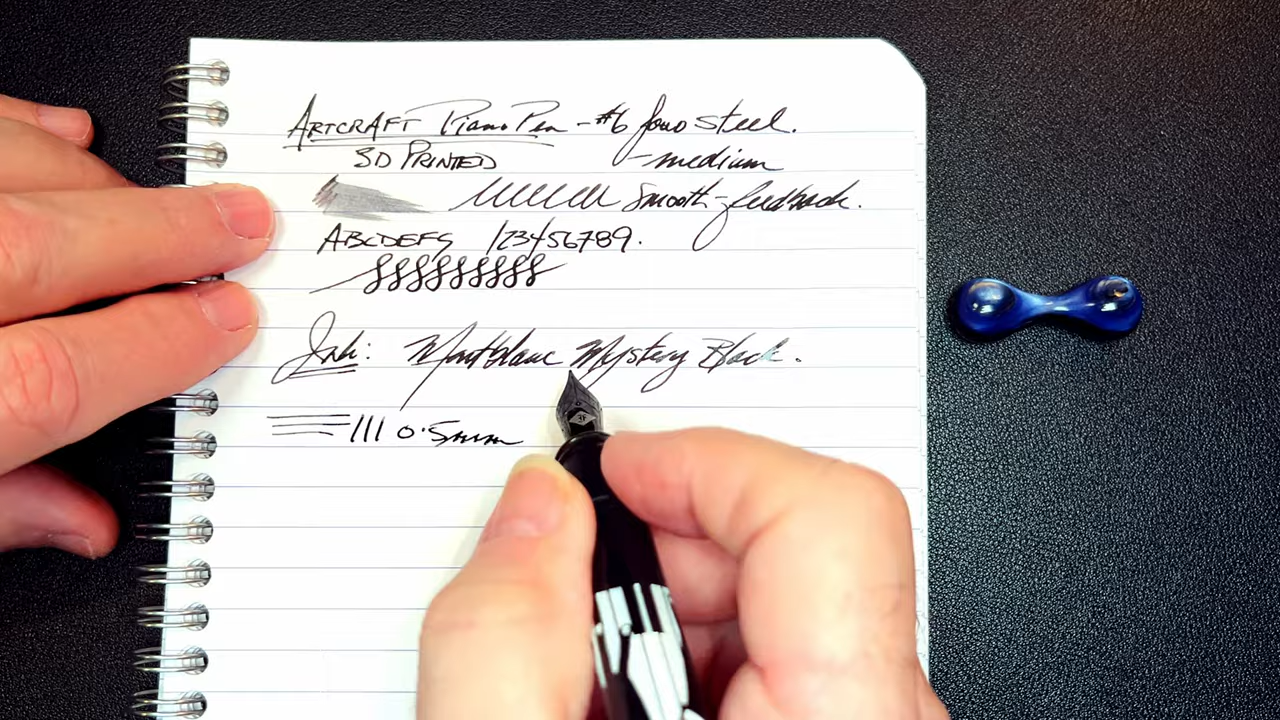 ARTCRAFT Piano Pen - #6 Jowo steel.
3D PRINTED - medium
Smooth - feedback.
ABCDEFG 123456789.
Ink: Montblanc Mystery Black.
0.5mm